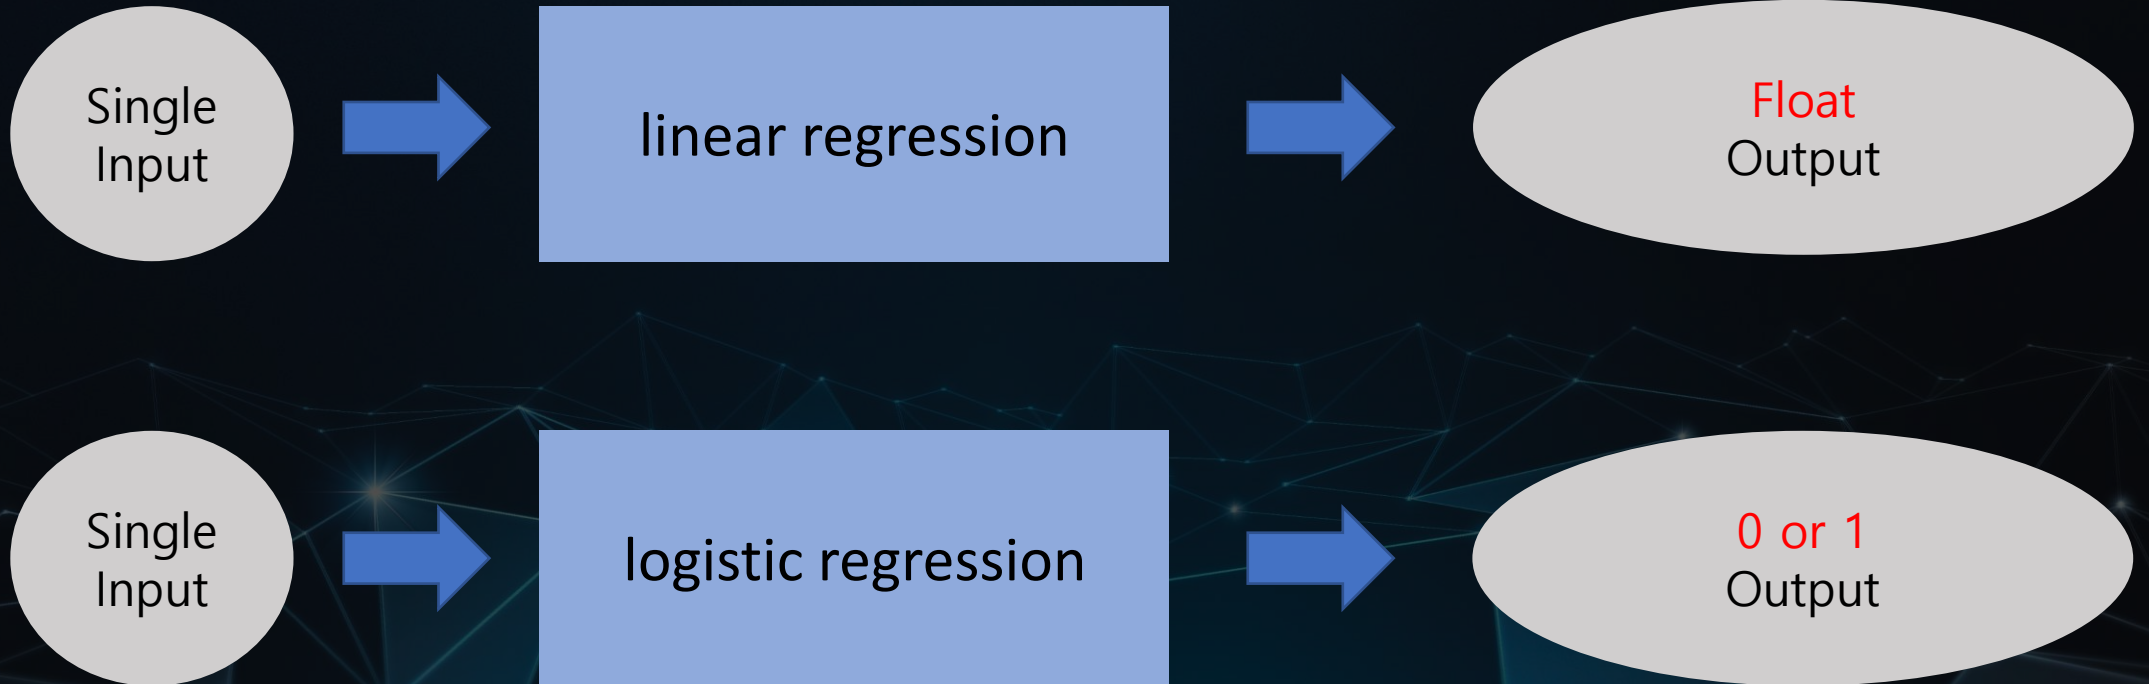 Single
Input
linear regression
Float
Output
Single
Input
logistic regression
0 or 1
Output